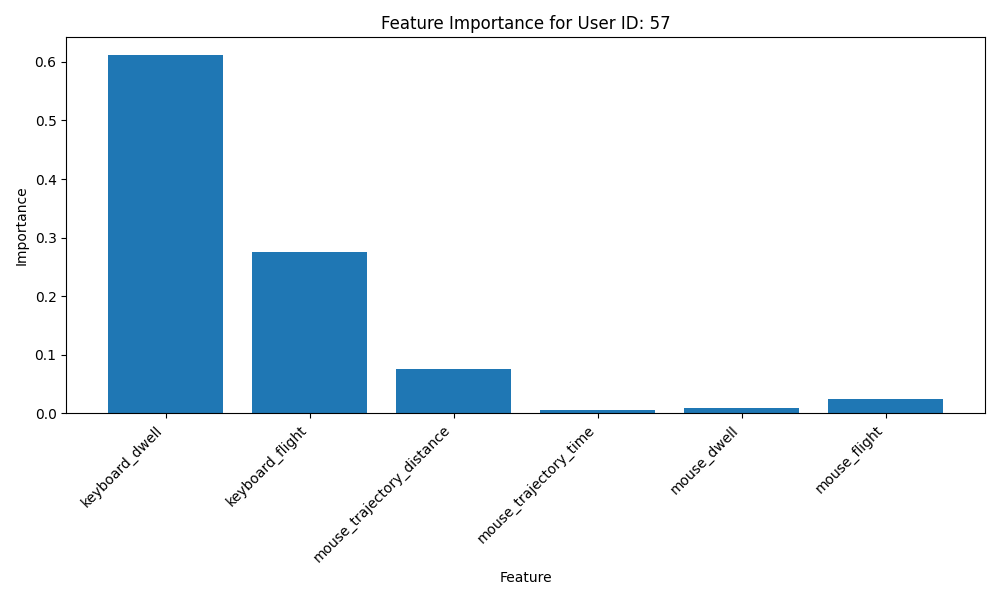 Feature Importance for User ID: 57
Importance
0.6
0.5
0.4
0.3
0.2
0.1
0.0
keyboard_dwell
keyboard_flight
mouse_trajectory_distance
mouse_trajectory_time
mouse_dwell
mouse_flight
Feature